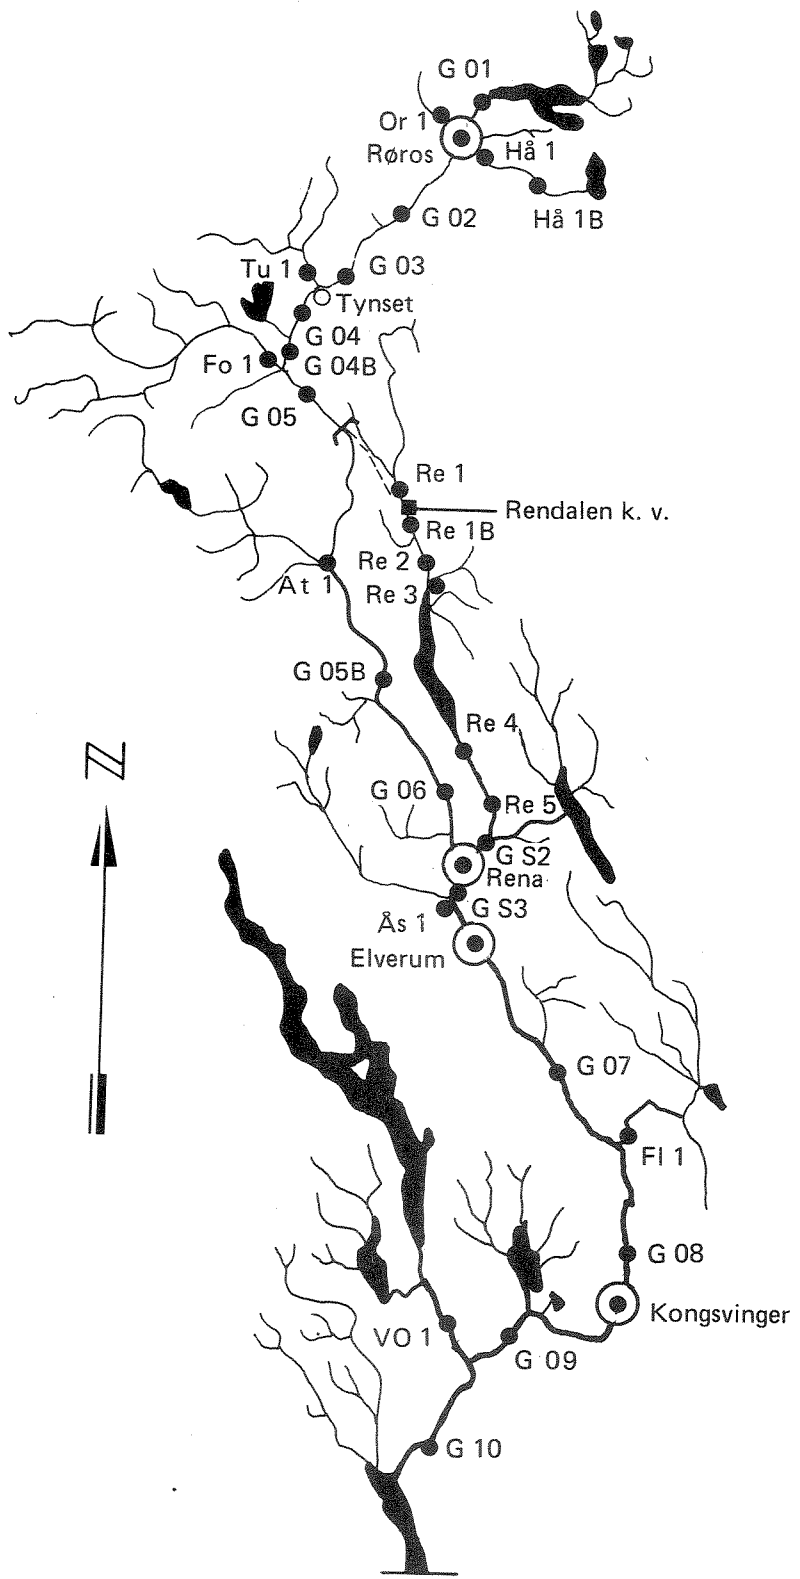 G 01
Or 1
Røros
Hå 1
Hå 1B
G 02
Tu 1
G 03
Tynset
G 04
Fo 1
G 04B
G 05
Re 1
Rendalen k. v.
Re 1B
Re 2
At 1
Re 3
G 05B
Re 4
N
G 06
Re 5
G S2
Rena
G S3
Ås 1
Elverum
G 07
Fl 1
G 08
Kongsvinger
VO 1
G 09
G 10